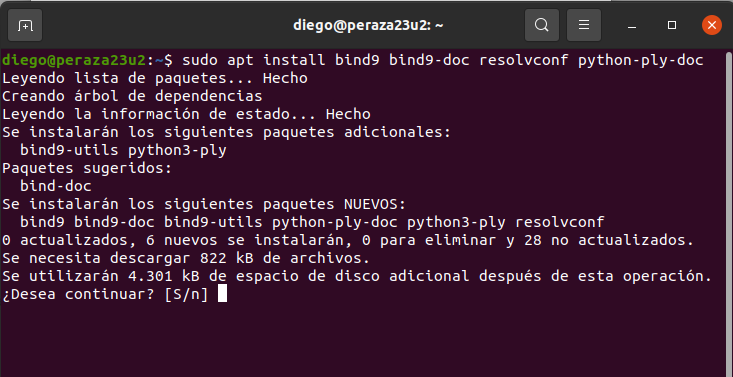 diego@peraza23u2: ~
diego@peraza23u2:~$ sudo apt install bind9 bind9-doc resolvconf python-ply-doc
Leyendo lista de paquetes... Hecho
Creando árbol de dependencias
Leyendo la información de estado... Hecho
Se instalarán los siguientes paquetes adicionales:
  bind9-utils python3-ply
Paquetes sugeridos:
  bind-doc
Se instalarán los siguientes paquetes NUEVOS:
  bind9 bind9-doc bind9-utils python-ply-doc python3-ply resolvconf
0 actualizados, 6 nuevos se instalarán, 0 para eliminar y 28 no actualizados.
Se necesita descargar 822 kB de archivos.
Se utilizarán 4.301 kB de espacio de disco adicional después de esta operación.
¿Desea continuar? [S/n]